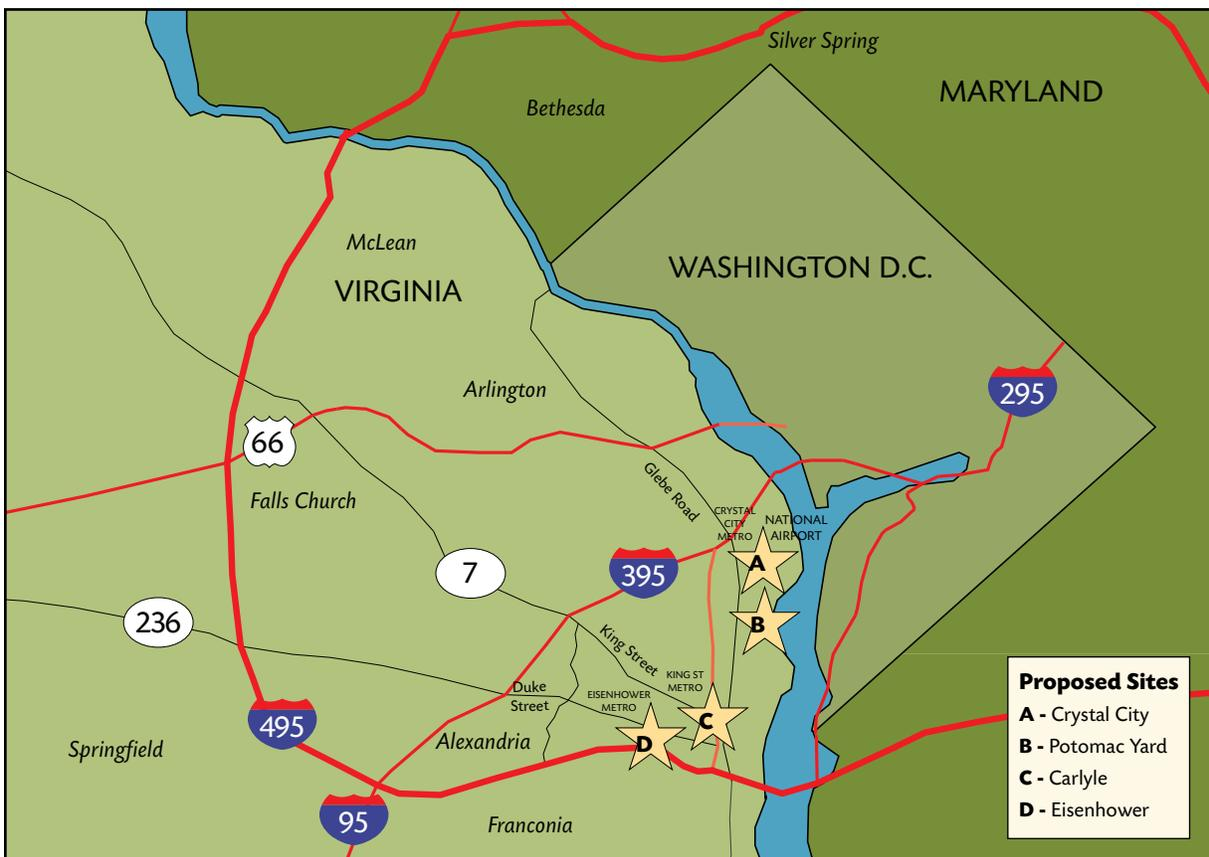 Silver Spring
MARYLAND
Bethesda
McLean
WASHINGTON D.C.
VIRGINIA
295
Arlington
66
Falls Church
Glebe Road
CRYSTAL
CITY
METRO
NATIONAL
AIRPORT
A
395
7
B
236
King Street
KING ST
METRO
EISENHOWER
METRO
Duke
Street
C
495
D
Alexandria
Springfield
95
Franconia
Proposed Sites
A - Crystal City
B - Potomac Yard
C - Carlyle
D - Eisenhower